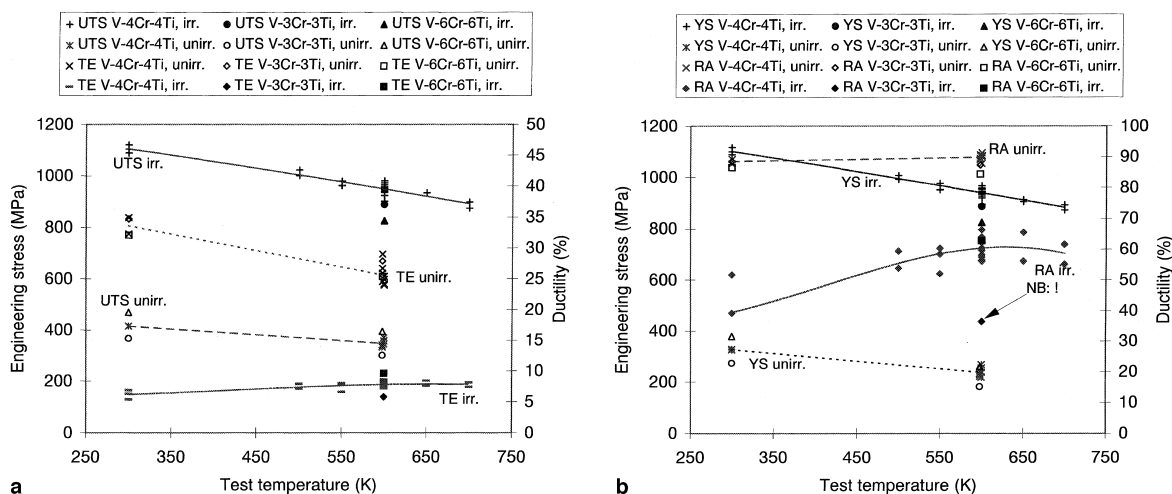 UTS V-4Cr-4Ti, irr. UTS V-3Cr-3Ti, irr. UTS V-6Cr-6Ti, irr.
UTS V-4Cr-4Ti, unirr. UTS V-3Cr-3Ti, unirr. UTS V-6Cr-6Ti, unirr.
TE V-4Cr-4Ti, unirr. TE V-3Cr-3Ti, unirr. TE V-6Cr-6Ti, unirr.
TE V-4Cr-4Ti, irr. TE V-3Cr-3Ti, irr. TE V-6Cr-6Ti, irr.
1200
1000
800
600
400
200
0
Engineering stress (MPa)
UTS irr.
TE unirr.
UTS unirr.
TE irr.
50
45
40
35
30
25
20
15
10
5
0
Ductility (%)
250 350 450 550 650 750
Test temperature (K)
a
YS V-4Cr-4Ti, irr. YS V-3Cr-3Ti, irr. YS V-6Cr-6Ti, irr.
YS V-4Cr-4Ti, unirr. YS V-3Cr-3Ti, unirr. YS V-6Cr-6Ti, unirr.
RA V-4Cr-4Ti, unirr. RA V-3Cr-3Ti, unirr. RA V-6Cr-6Ti, unirr.
RA V-4Cr-4Ti, irr. RA V-3Cr-3Ti, irr. RA V-6Cr-6Ti, irr.
1200
1000
800
600
400
200
0
Engineering stress (MPa)
RA unirr.
YS irr.
RA irr.
NB: !
YS unirr.
100
90
80
70
60
50
40
30
20
10
0
Ductility (%)
250 350 450 550 650 750
Test temperature (K)
b